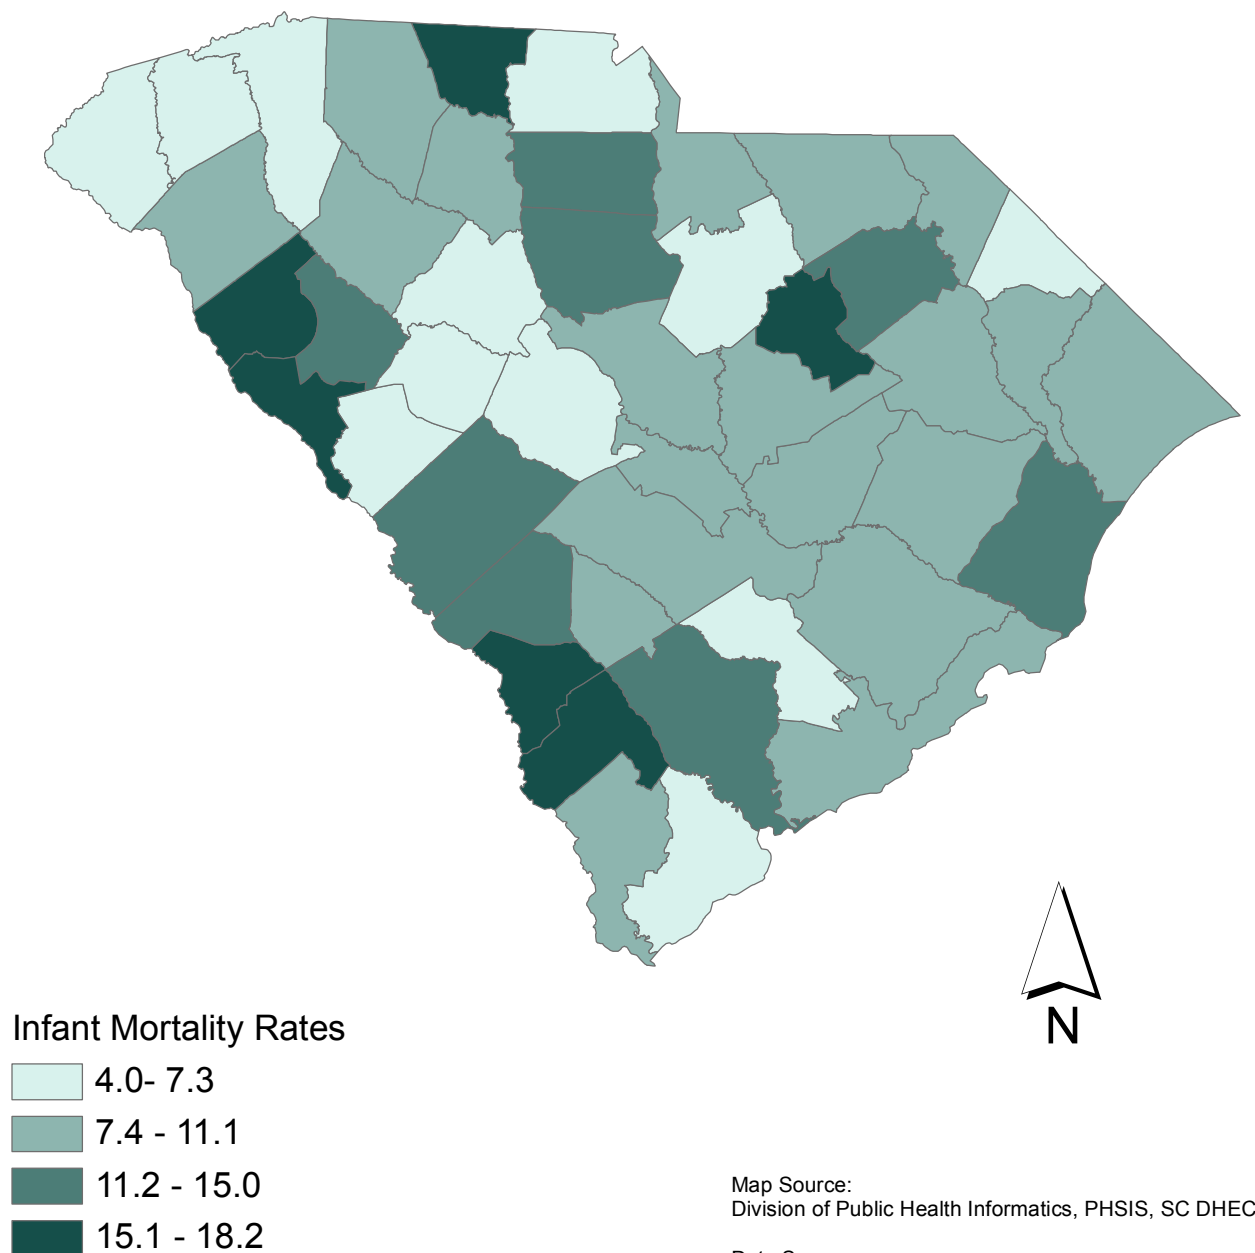 N
Infant Mortality Rates
4.0- 7.3
7.4 - 11.1
11.2 - 15.0
15.1 - 18.2
Map Source:
Division of Public Health Informatics, PHSIS, SC DHEC